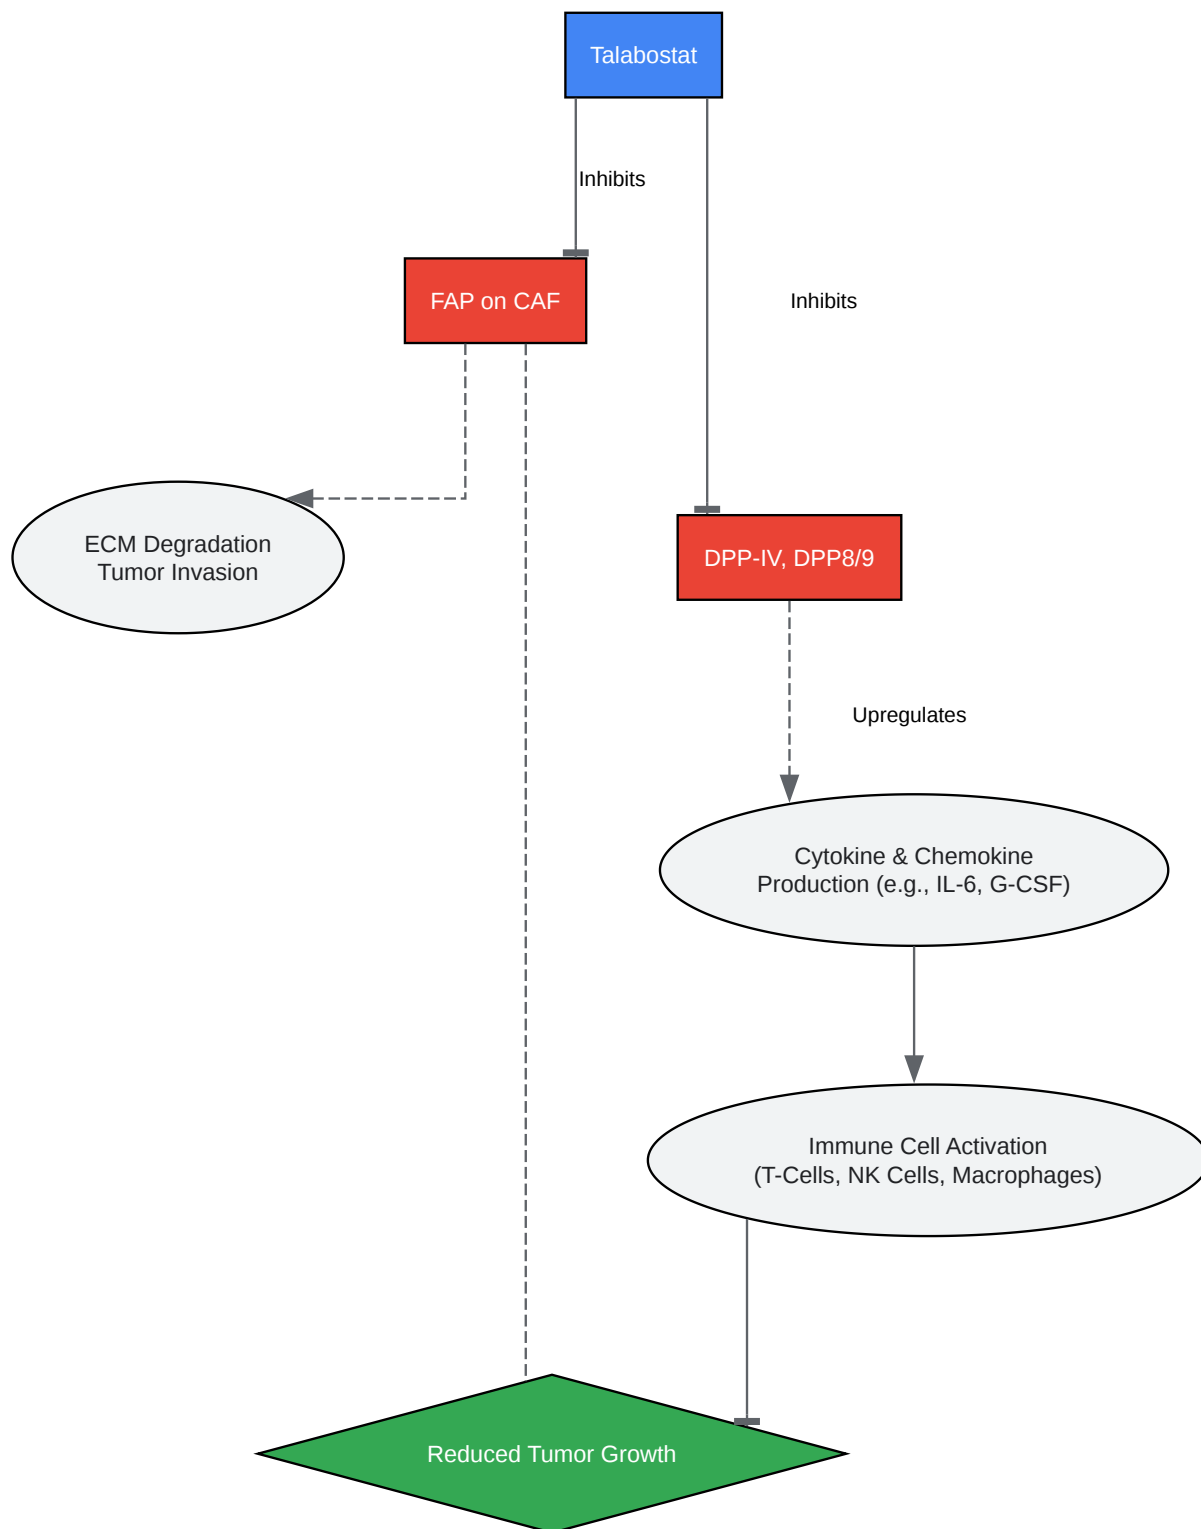 Talabostat
Inhibits
FAP on CAF
Inhibits
ECM Degradation
Tumor Invasion
DPP-IV, DPP8/9
Upregulates
Cytokine & Chemokine
Production (e.g., IL-6, G-CSF)
Immune Cell Activation
(T-Cells, NK Cells, Macrophages)
Reduced Tumor Growth